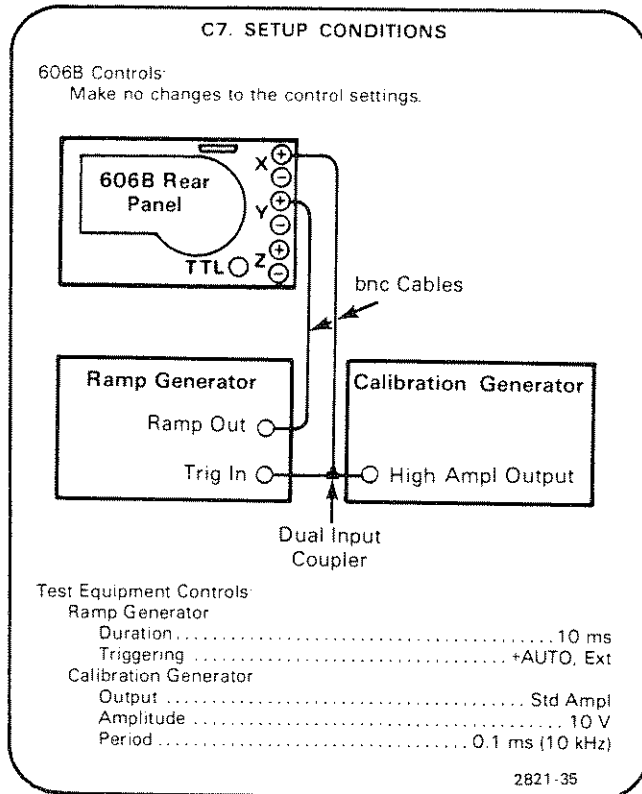 C7. SETUP CONDITIONS
606B Controls:
Make no changes to the control settings.
606B Rear
Panel
X + −
Y + −
Z + −
TTL
bnc Cables
Ramp Generator
Ramp Out
Trig In
Calibration Generator
High Ampl Output
Dual Input
Coupler
Test Equipment Controls:
Ramp Generator
Duration . . . . . . . . . . . . . . . . . . . . . . . . . . . . . . . . . . . 10 ms
Triggering . . . . . . . . . . . . . . . . . . . . . . . . . . . . . . +AUTO, Ext
Calibration Generator
Output . . . . . . . . . . . . . . . . . . . . . . . . . . . . . . . . . Std Ampl
Amplitude . . . . . . . . . . . . . . . . . . . . . . . . . . . . . . . . . . 10 V
Period . . . . . . . . . . . . . . . . . . . . . . . . . . . . 0.1 ms (10 kHz)
2821-35